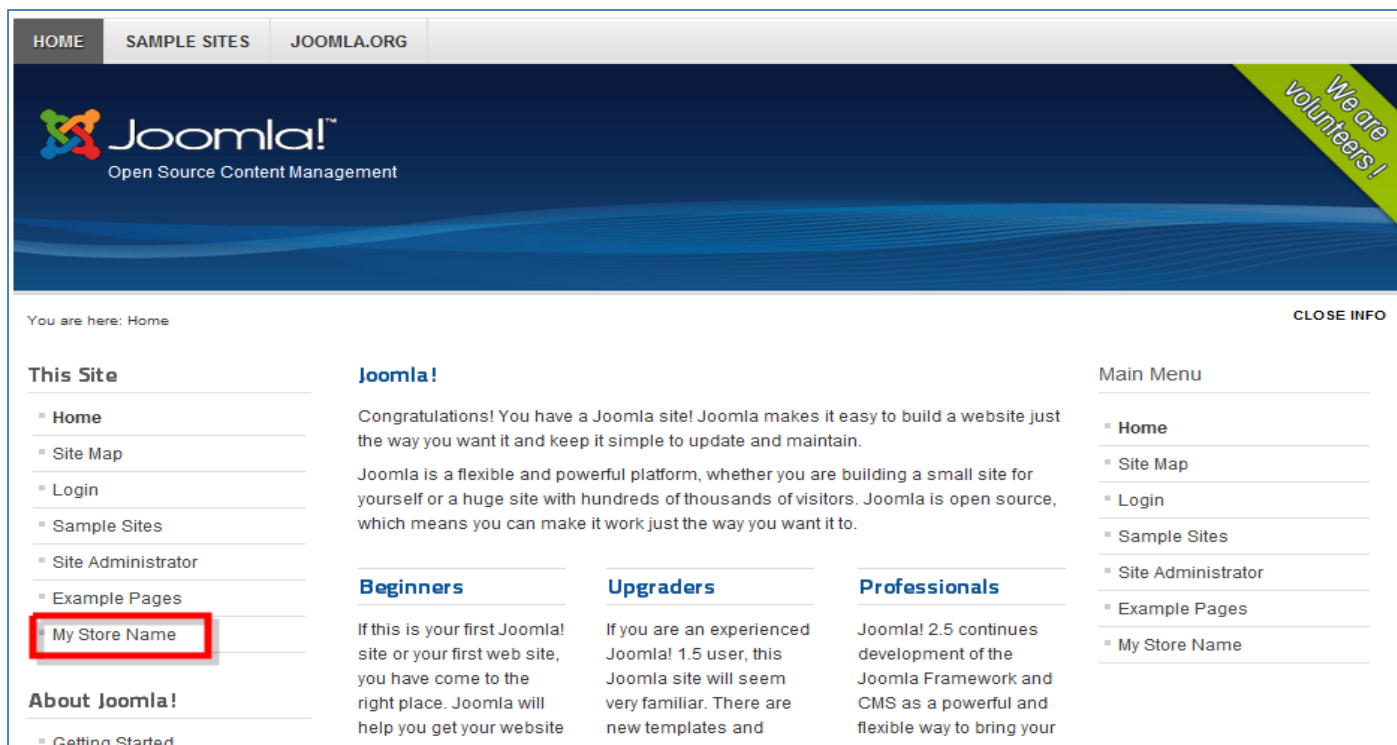 HOME SAMPLE SITES JOOMLA.ORG
We are
volunteers!
Joomla!™
Open Source Content Management
You are here: Home
CLOSE INFO
This Site
Home
Site Map
Login
Sample Sites
Site Administrator
Example Pages
My Store Name
About Joomla!
Getting Started
Joomla!
Congratulations! You have a Joomla site! Joomla makes it easy to build a website just
the way you want it and keep it simple to update and maintain.
Joomla is a flexible and powerful platform, whether you are building a small site for
yourself or a huge site with hundreds of thousands of visitors. Joomla is open source,
which means you can make it work just the way you want it to.
Beginners
If this is your first Joomla!
site or your first web site,
you have come to the
right place. Joomla will
help you get your website
Upgraders
If you are an experienced
Joomla! 1.5 user, this
Joomla site will seem
very familiar. There are
new templates and
Professionals
Joomla! 2.5 continues
development of the
Joomla Framework and
CMS as a powerful and
flexible way to bring your
Main Menu
Home
Site Map
Login
Sample Sites
Site Administrator
Example Pages
My Store Name